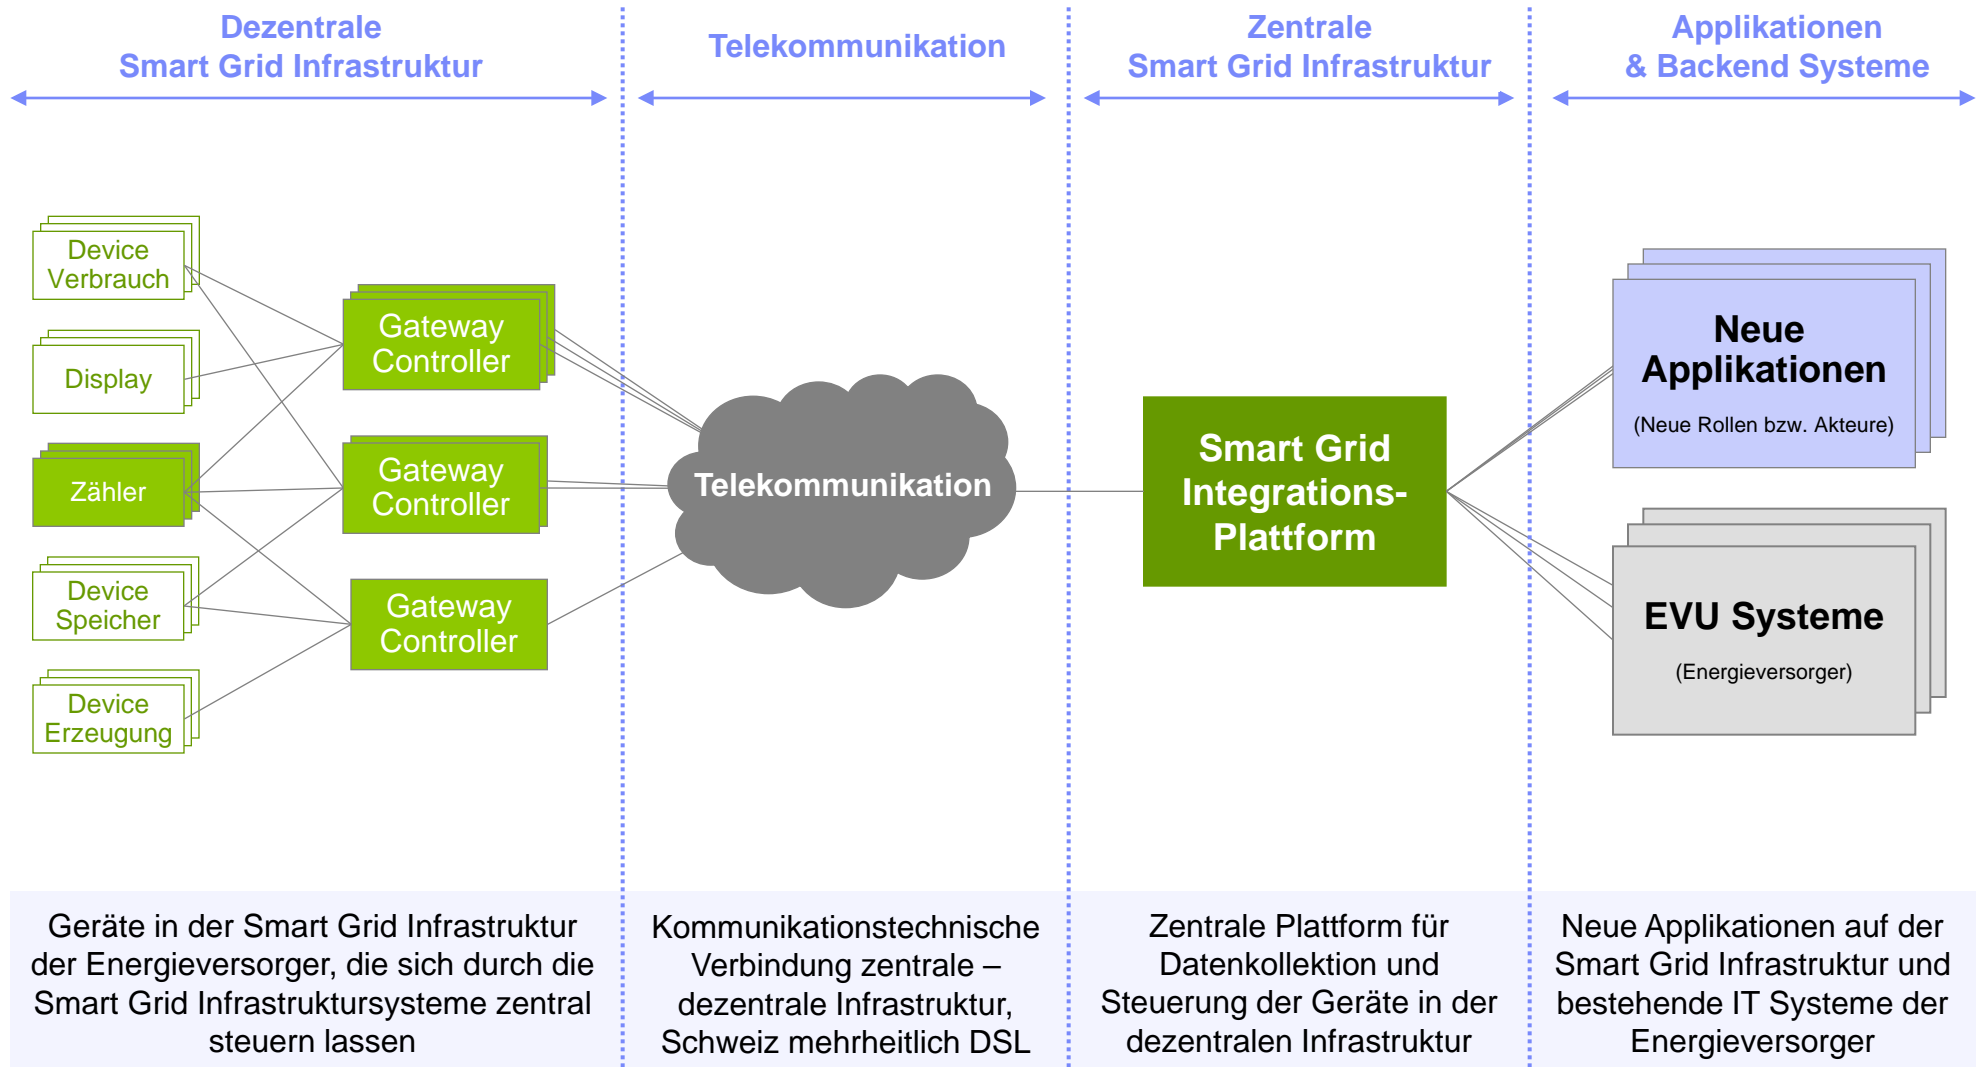 Dezentrale
Smart Grid Infrastruktur
Telekommunikation
Zentrale
Smart Grid Infrastruktur
Applikationen
& Backend Systeme
Device
Verbrauch
Display
Zähler
Device
Speicher
Device
Erzeugung
Gateway
Controller
Gateway
Controller
Gateway
Controller
Telekommunikation
Smart Grid
Integrations-
Plattform
Neue
Applikationen
(Neue Rollen bzw. Akteure)
EVU Systeme
(Energieversorger)
Geräte in der Smart Grid Infrastruktur
der Energieversorger, die sich durch die
Smart Grid Infrastruktursysteme zentral
steuern lassen
Kommunikationstechnische
Verbindung zentrale –
dezentrale Infrastruktur,
Schweiz mehrheitlich DSL
Zentrale Plattform für
Datenkollektion und
Steuerung der Geräte in der
dezentralen Infrastruktur
Neue Applikationen auf der
Smart Grid Infrastruktur und
bestehende IT Systeme der
Energieversorger